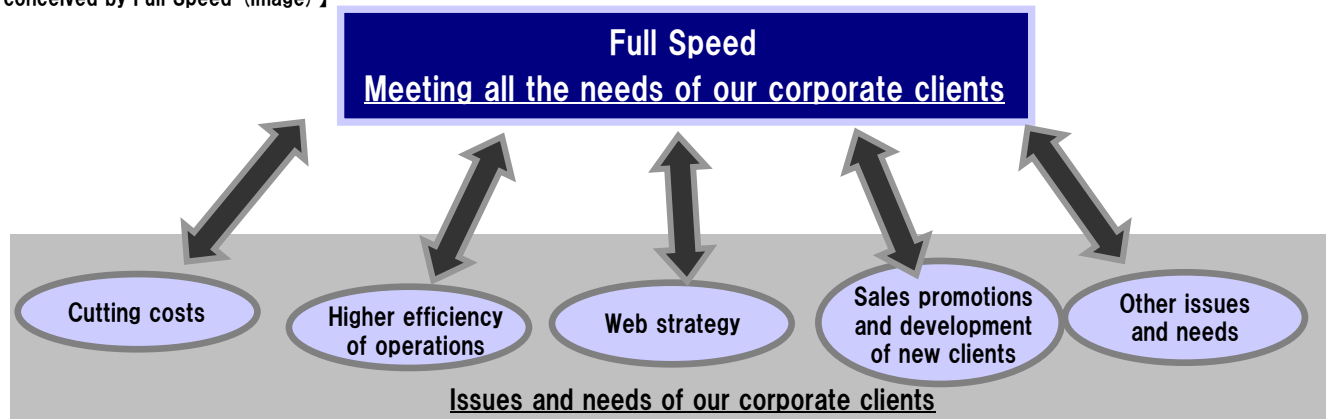 conceived by Full Speed (image) 】
Full Speed
Meeting all the needs of our corporate clients
Cutting costs
Higher efficiency
of operations
Web strategy
Sales promotions
and development
of new clients
Other issues
and needs
Issues and needs of our corporate clients